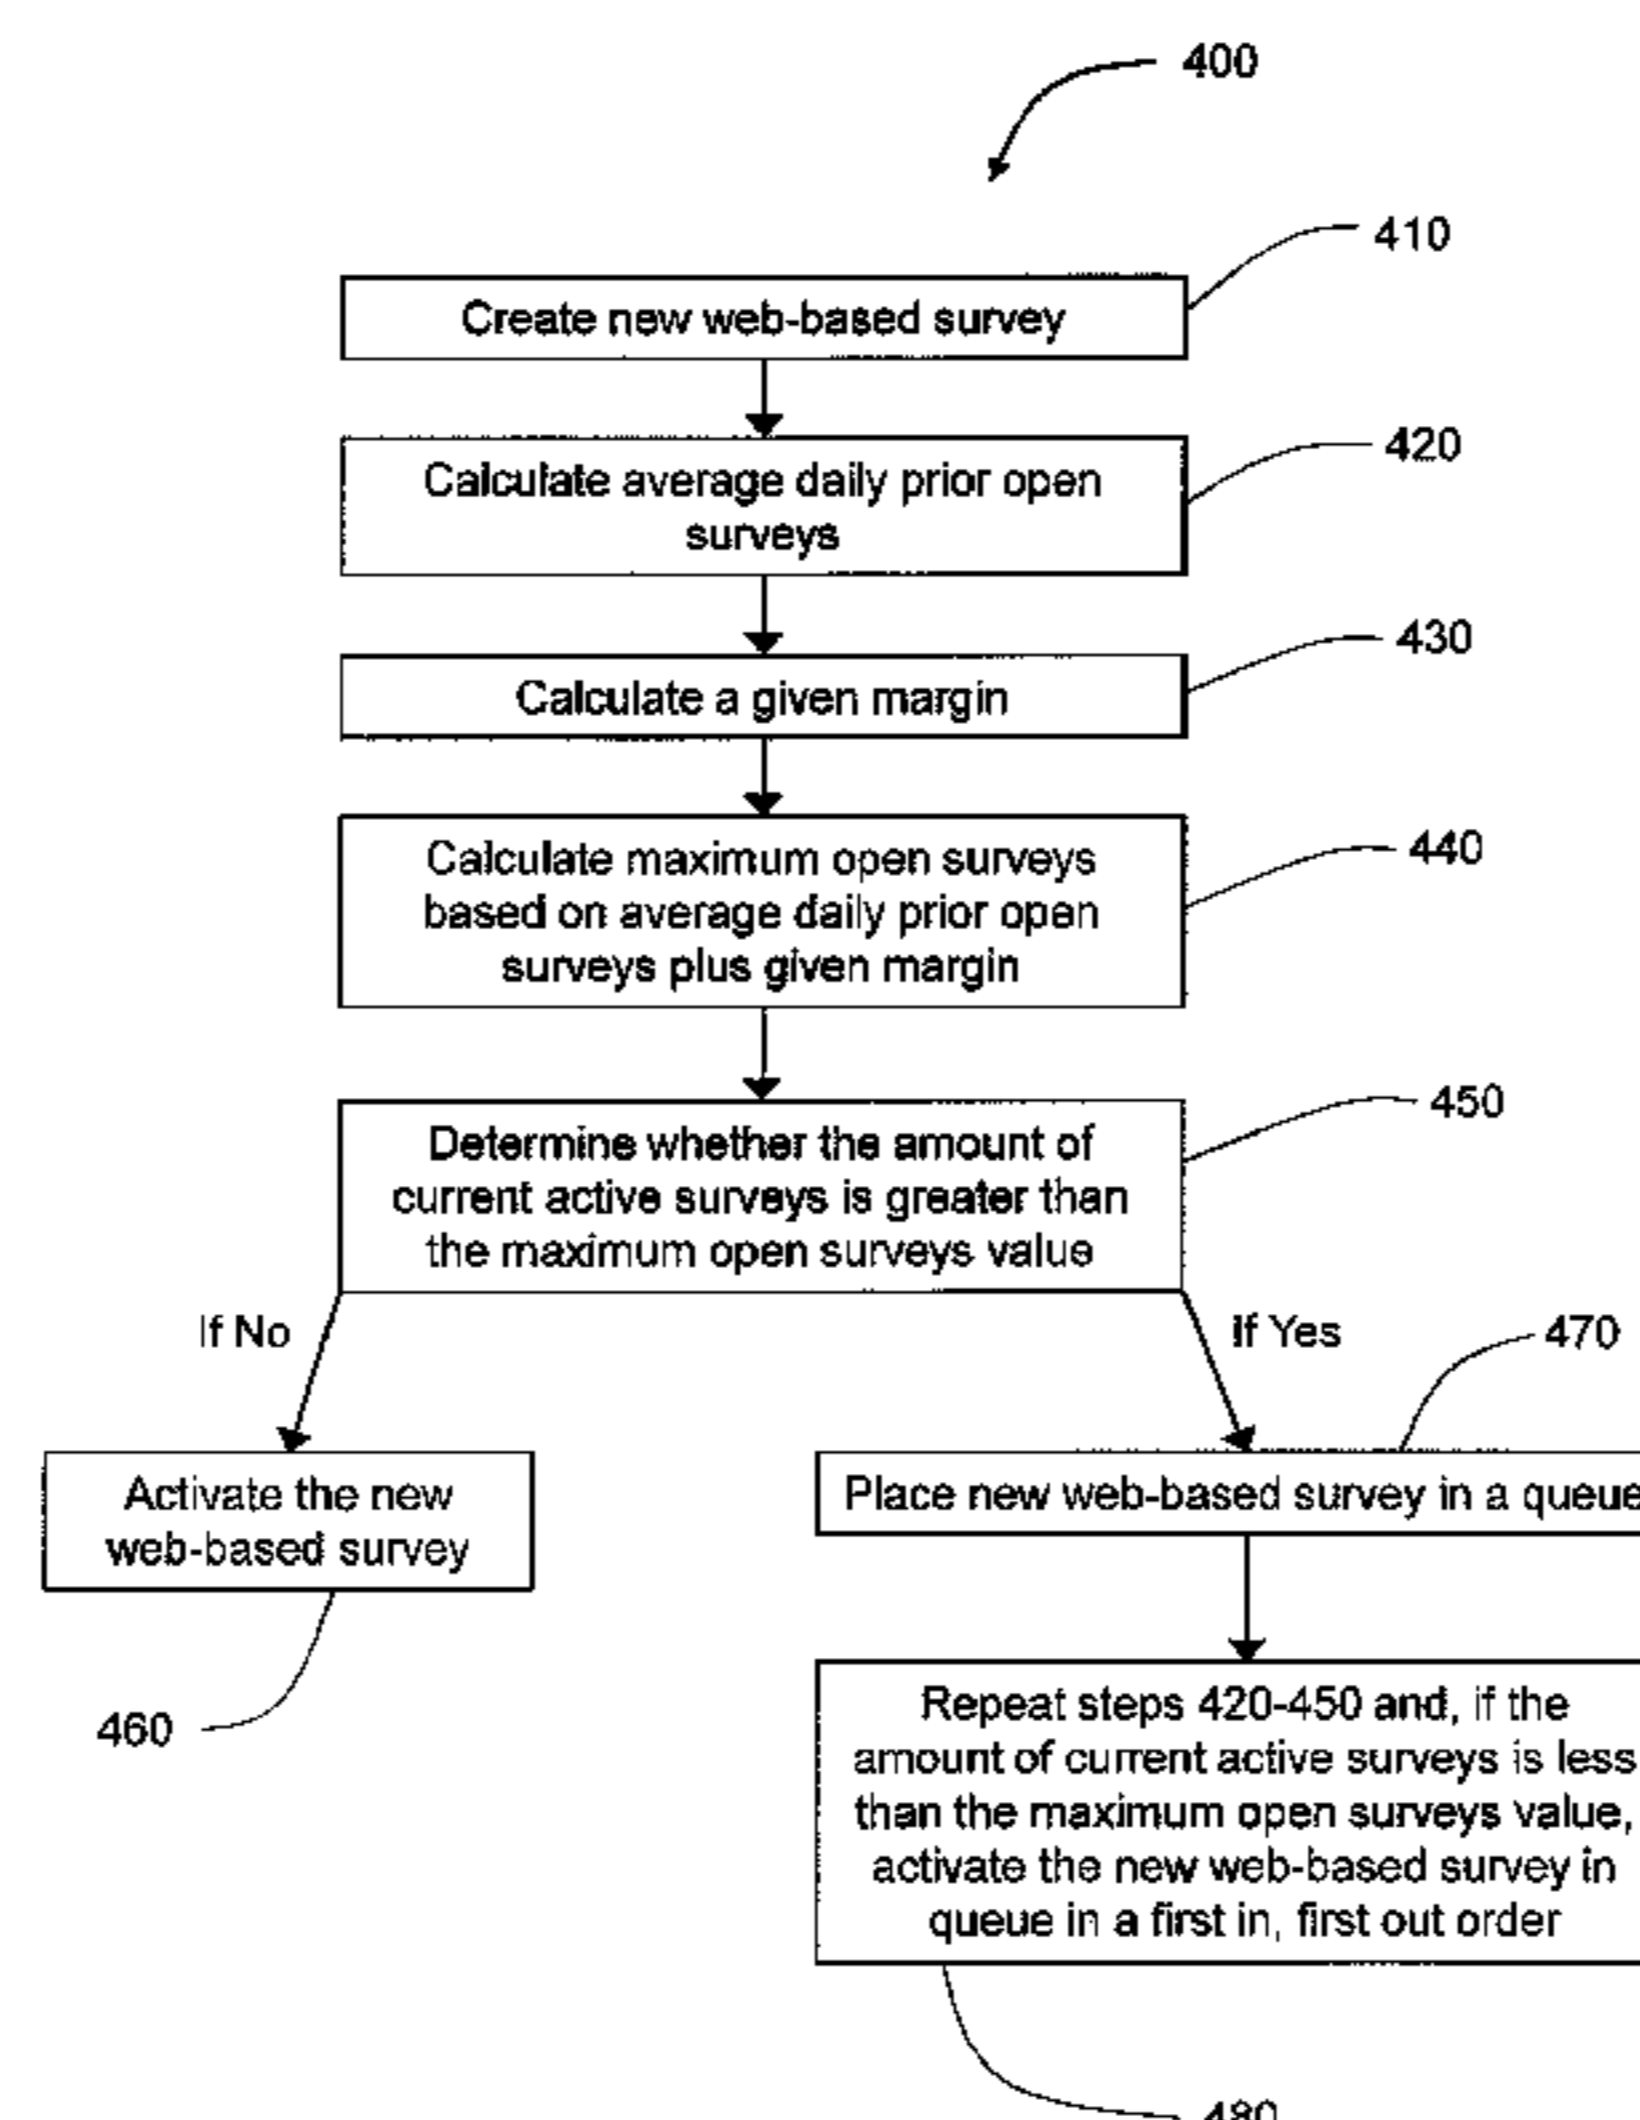 400
410
Create new web-based survey
420
Calculate average daily prior open
surveys
430
Calculate a given margin
440
Calculate maximum open surveys
based on average daily prior open
surveys plus given margin
450
Determine whether the amount of
current active surveys is greater than
the maximum open surveys value
If No
If Yes
470
Activate the new
web-based survey
Place new web-based survey in a queue
460
Repeat steps 420-450 and, if the
amount of current active surveys is less
than the maximum open surveys value,
activate the new web-based survey in
queue in a first in, first out order
480